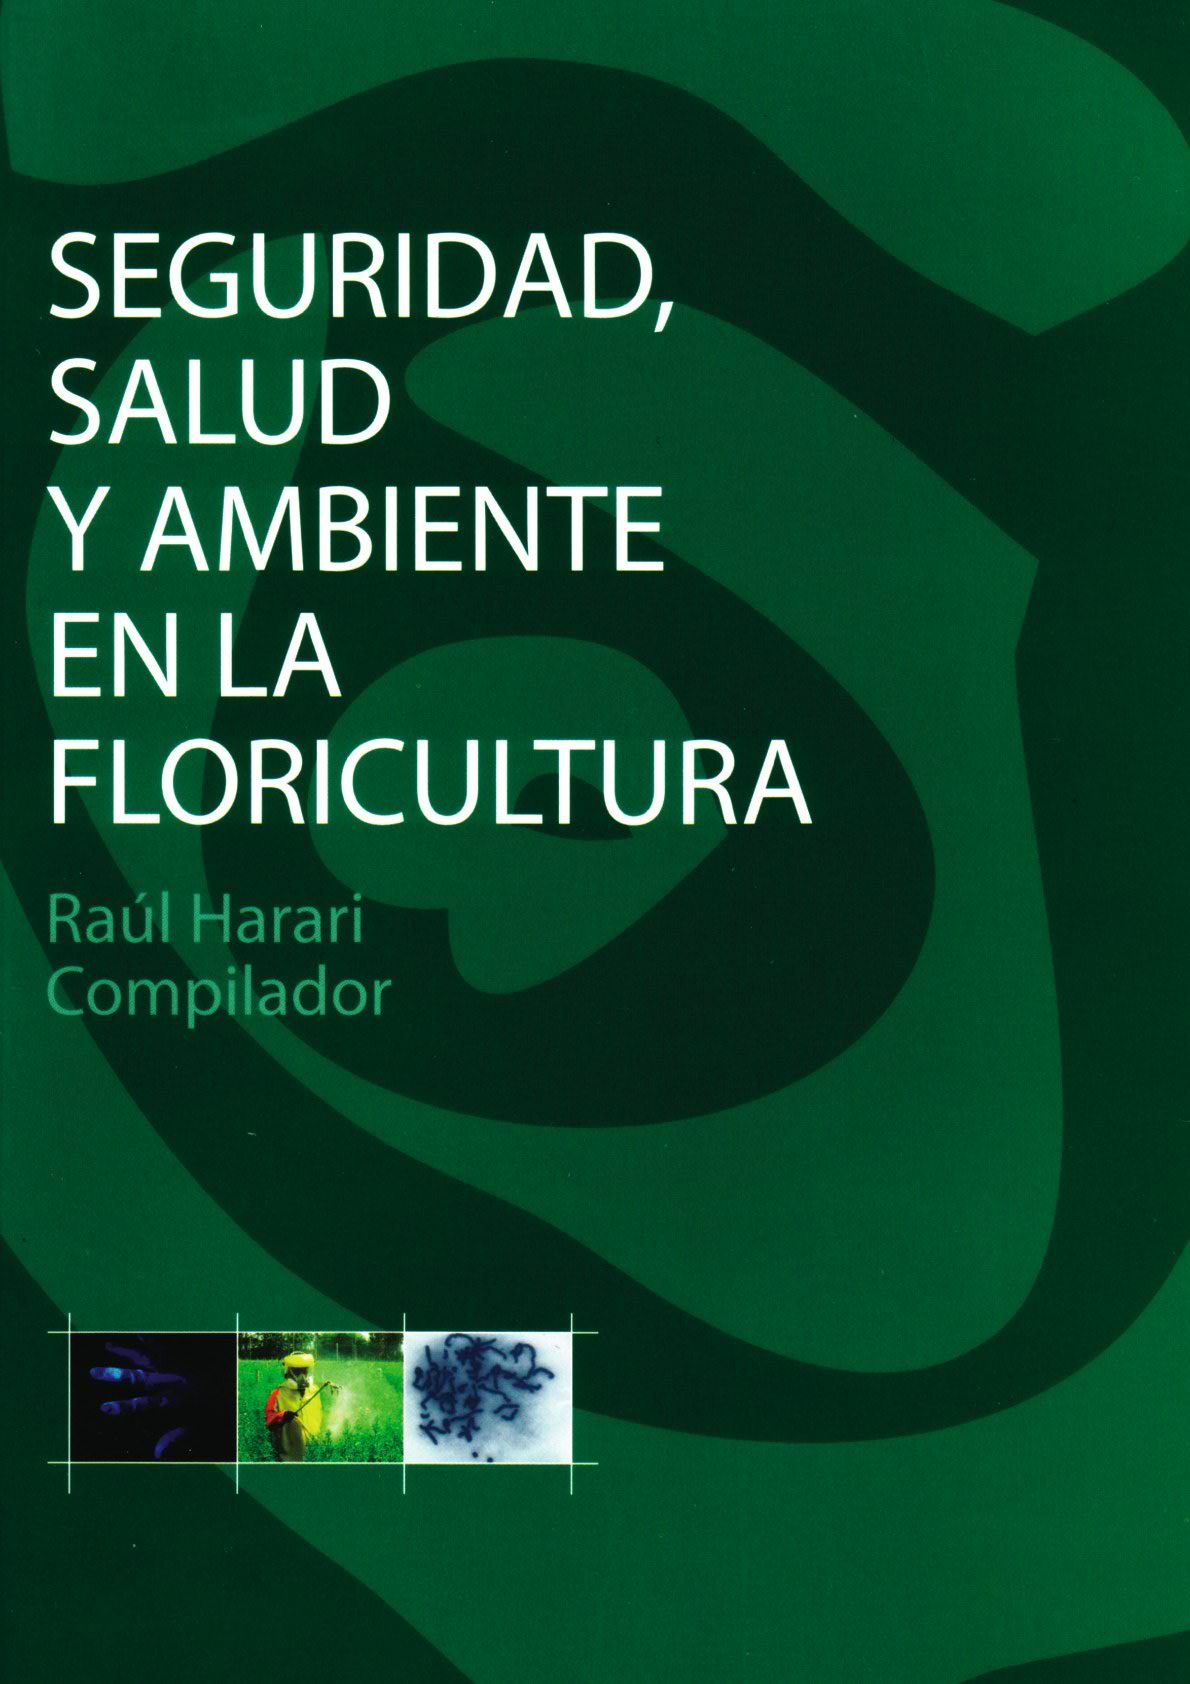 SEGURIDAD,
SALUD
Y AMBIENTE
EN LA
FLORICULTURA
Raúl Harari
Compilador